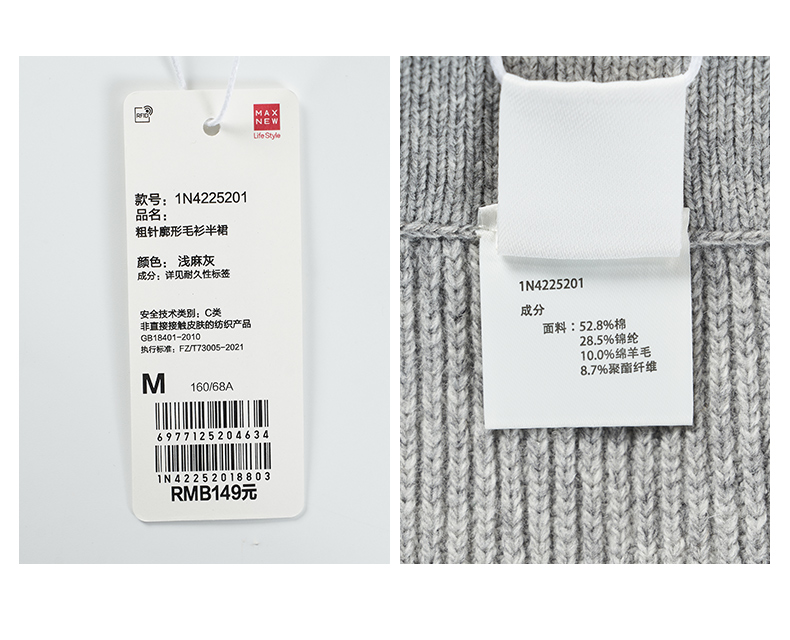 RFID
MAX
NEW
Life Style
款号：1N4225201
品名：
粗针廓形毛衫半裙
颜色：浅麻灰
成分：详见耐久性标签
安全技术类别：C类
非直接接触皮肤的纺织产品
GB18401-2010
执行标准：FZ/T73005-2021
M 160/68A
6977125204634
1N42252018803
RMB149元
1N4225201
成分
面料：52.8%棉
28.5%锦纶
10.0%绵羊毛
8.7%聚酯纤维